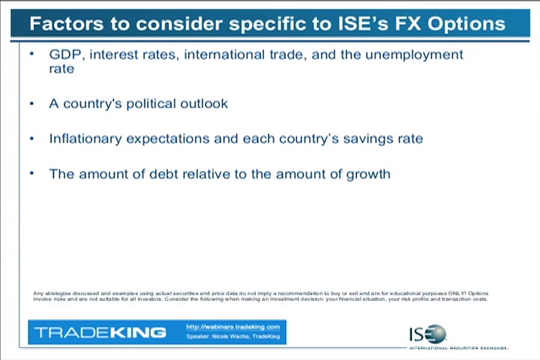 Factors to consider specific to ISE's FX Options
• GDP, interest rates, international trade, and the unemployment
rate
• A country's political outlook
• Inflationary expectations and each country's savings rate
• The amount of debt relative to the amount of growth
Any strategies discussed and examples using actual securities and price data do not imply a recommendation to buy or sell and are for educational purposes ONLY! Options
involve risks and are not suitable for all investors. Consider the following when making an investment decision: your financial situation, your risk profile and transaction costs.
TRADEKING
http://webinars.tradeking.com
Speaker: Nicole Wachs, TradeKing
ISE
INTERNATIONAL SECURITIES EXCHANGE.